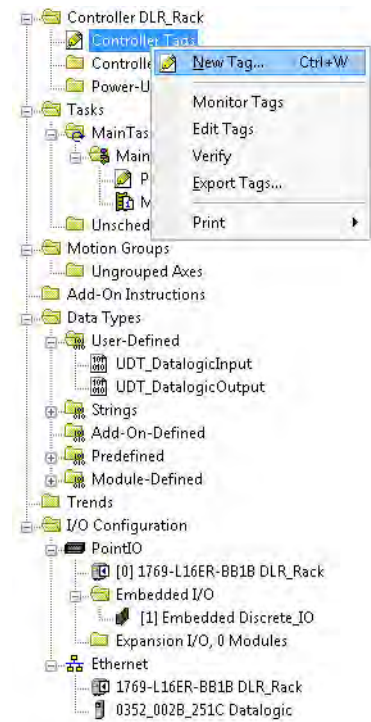 Controller DLR_Rack
Controller Tags
Controlle
Power-U
New Tag... Ctrl+W
Monitor Tags
Edit Tags
Verify
Export Tags...
Print
Tasks
MainTas
Main
P
M
Unsched
Motion Groups
Ungrouped Axes
Add-On Instructions
Data Types
User-Defined
UDT_DatalogicInput
UDT_DatalogicOutput
Strings
Add-On-Defined
Predefined
Module-Defined
Trends
I/O Configuration
PointIO
[0] 1769-L16ER-BB1B DLR_Rack
Embedded I/O
[1] Embedded Discrete_IO
Expansion I/O, 0 Modules
Ethernet
1769-L16ER-BB1B DLR_Rack
0352_002B_251C Datalogic